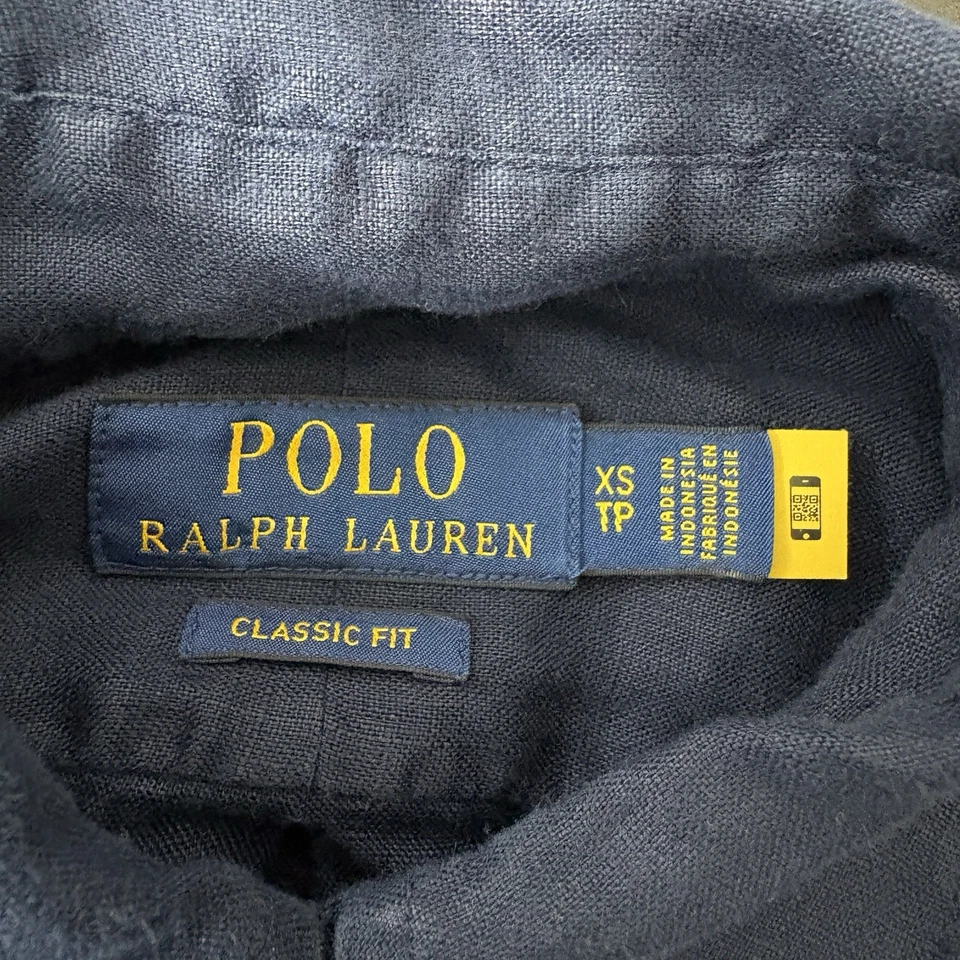 POLO
RALPH LAUREN
XS
TP
MADE IN
INDONESIA
FABRIQUÉ EN
INDONÉSIE
CLASSIC FIT